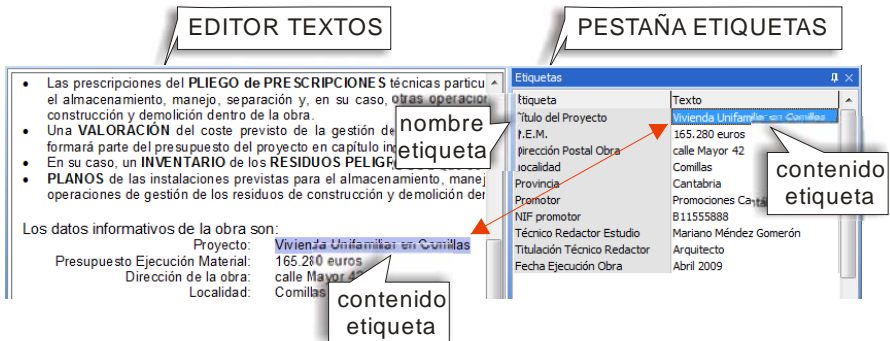 EDITOR TEXTOS
PESTAÑA ETIQUETAS
• Las prescripciones del PLIEGO de PRESCRIPCIONES técnicas particu
el almacenamiento, manejo, separación y, en su caso, otras operacion
construcción y demolición dentro de la obra.
• Una VALORACIÓN del coste previsto de la gestión de
formará parte del presupuesto del proyecto en capítulo in
• En su caso, un INVENTARIO de los RESIDUOS PELIGR
• PLANOS de las instalaciones previstas para el almacenamiento, manej
operaciones de gestión de los residuos de construcción y demolición der
Los datos informativos de la obra son:
Proyecto: Vivienda Unifamiliar en Comillas
Presupuesto Ejecución Material: 165.280 euros
Dirección de la obra: calle Mayor 42
Localidad: Comillas
contenido
etiqueta
nombre
etiqueta
Etiquetas
tiqueta Texto
Título del Proyecto Vivienda Unifamiliar en Comillas
P.E.M. 165.280 euros
Dirección Postal Obra calle Mayor 42
Localidad Comillas
Provincia Cantabria
Promotor Promociones
NIF promotor B11555888
Técnico Redactor Estudio Mariano Méndez Gomerón
Titulación Técnico Redactor Arquitecto
Fecha Ejecución Obra Abril 2009
contenido
etiqueta